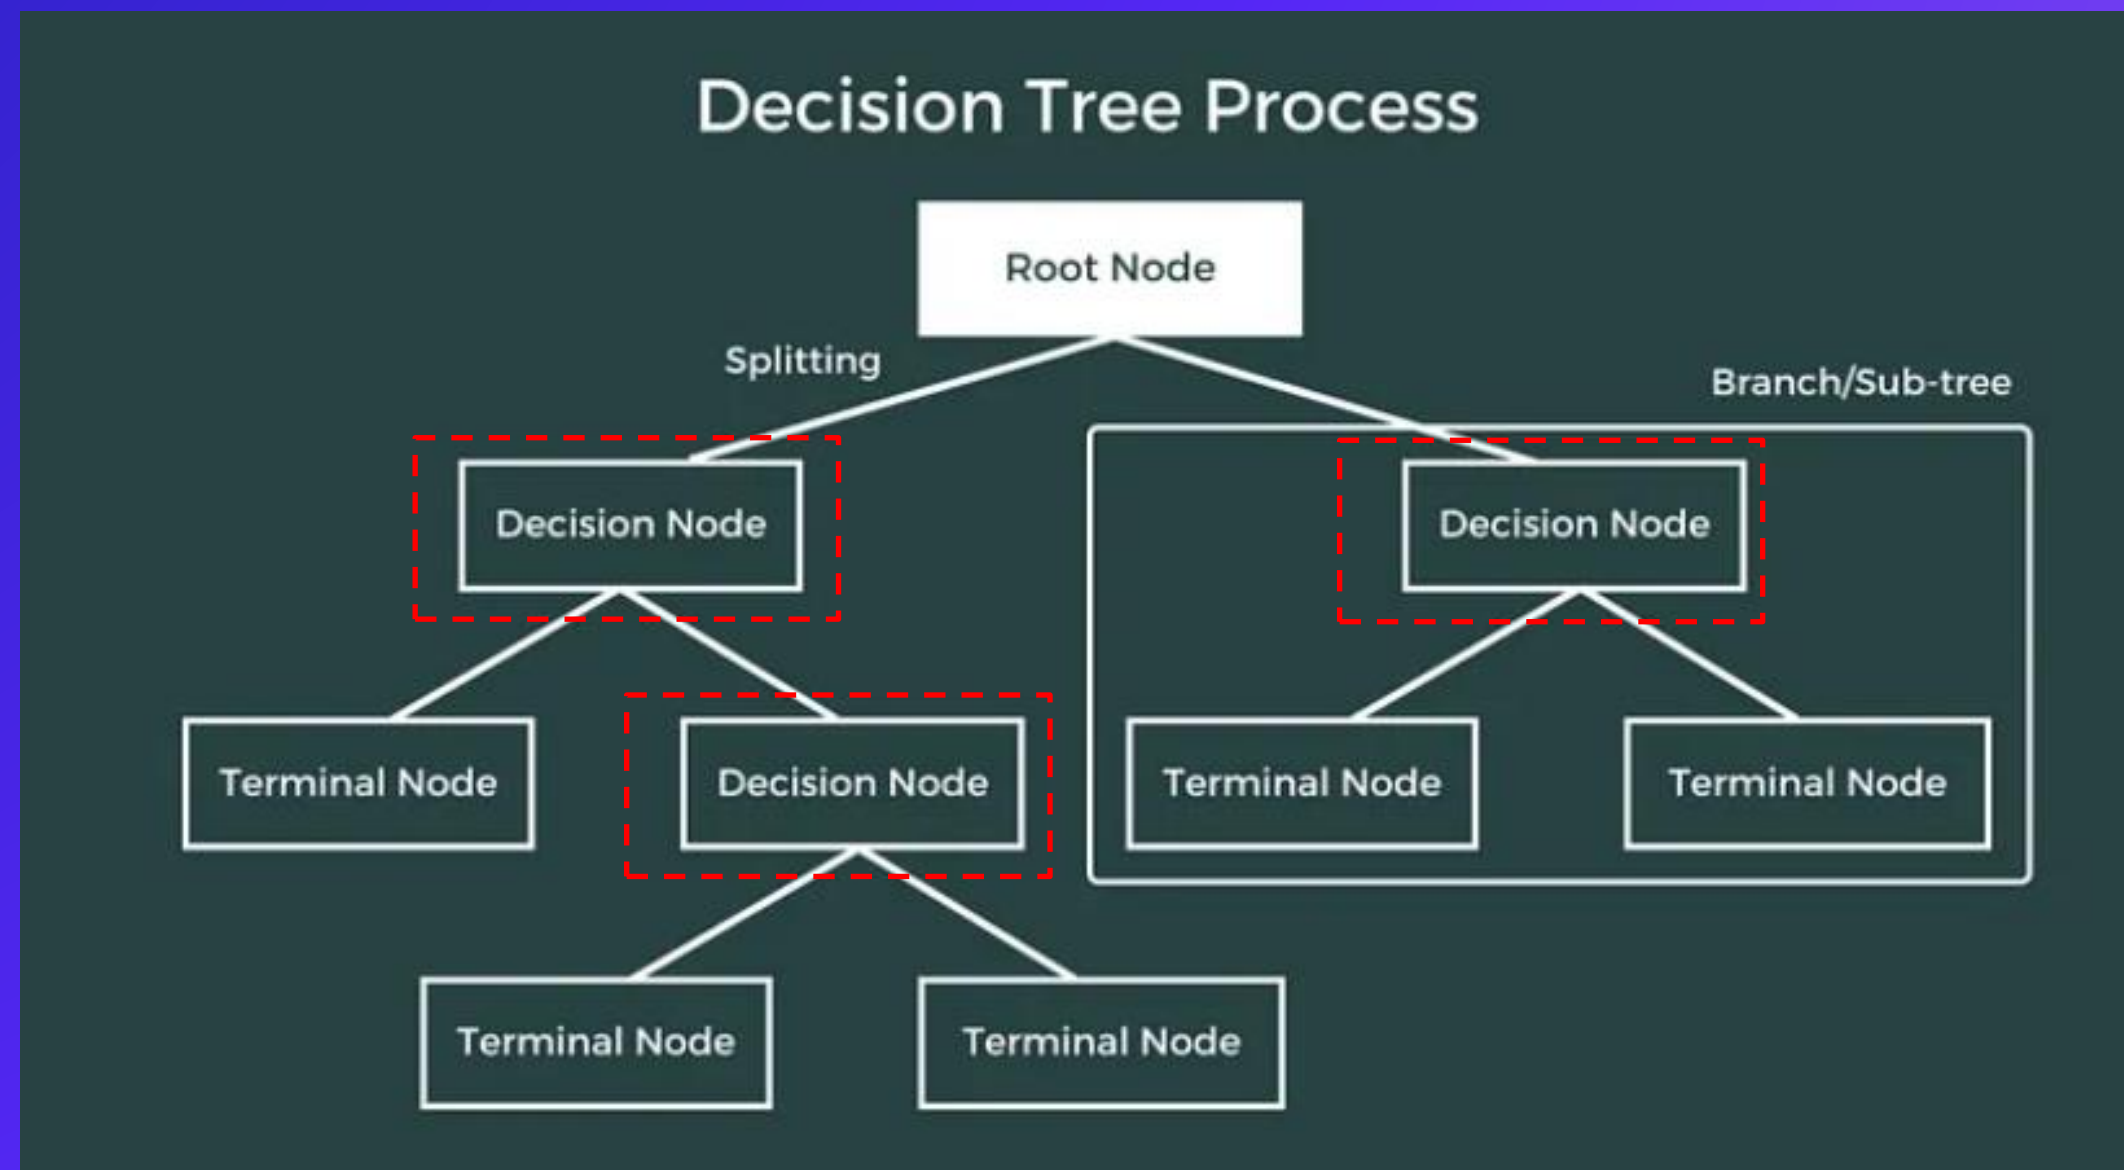 Decision Tree Process
Root Node
Splitting
Branch/Sub-tree
Decision Node
Decision Node
Terminal Node
Decision Node
Terminal Node
Terminal Node
Terminal Node
Terminal Node